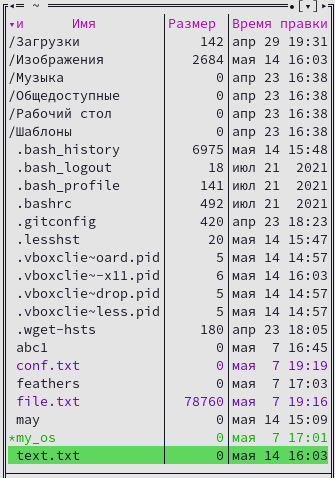 ~
▾и Имя Размер Время правки
/Загрузки 142 апр 29 19:31
/Изображения 2684 мая 14 16:03
/Музыка 0 апр 23 16:38
/Общедоступные 0 апр 23 16:38
/Рабочий стол 0 апр 23 16:38
/Шаблоны 0 апр 23 16:38
.bash_history 6975 мая 14 15:48
.bash_logout 18 июл 21 2021
.bash_profile 141 июл 21 2021
.bashrc 492 июл 21 2021
.gitconfig 420 апр 23 18:23
.lesshst 20 мая 14 15:47
.vboxclie~oard.pid 5 мая 14 14:57
.vboxclie~-x11.pid 6 мая 14 16:03
.vboxclie~drop.pid 5 мая 14 14:57
.vboxclie~less.pid 5 мая 14 14:57
.wget-hsts 180 апр 23 18:05
abc1 0 мая 7 16:45
conf.txt 0 мая 7 19:19
feathers 0 мая 7 17:03
file.txt 78760 мая 7 19:16
may 0 мая 14 15:09
*my_os 0 мая 7 17:01
text.txt 0 мая 14 16:03